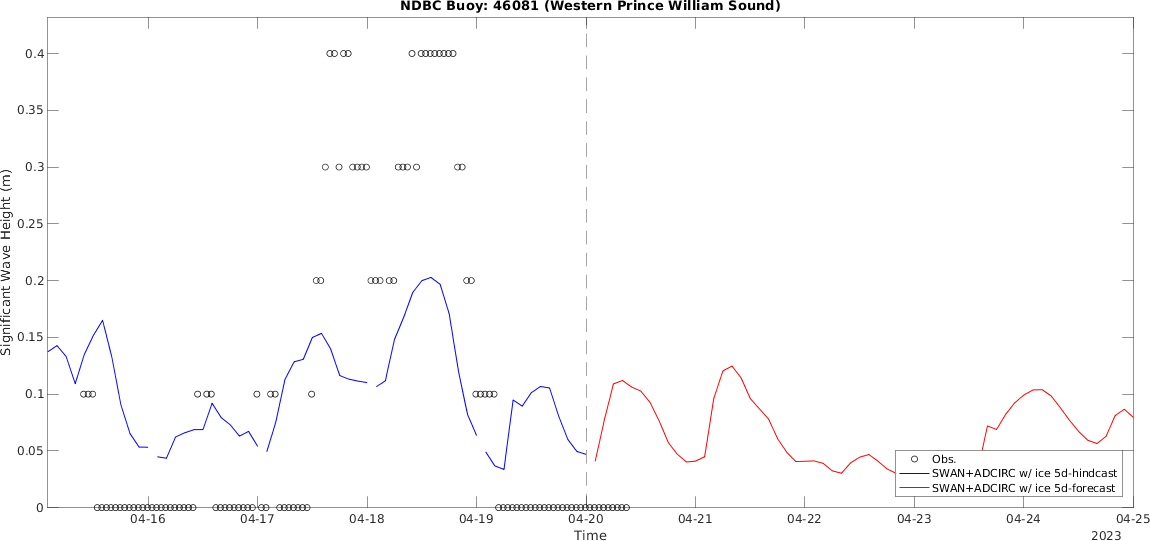 NDBC Buoy: 46081 (Western Prince William Sound)
0.4
0.35
0.3
0.25
0.2
0.15
0.1
0.05
0
Significant Wave Height (m)
Obs.
SWAN+ADCIRC w/ ice 5d-hindcast
SWAN+ADCIRC w/ ice 5d-forecast
04-16 04-17 04-18 04-19 04-20 04-21 04-22 04-23 04-24 04-25
Time
2023